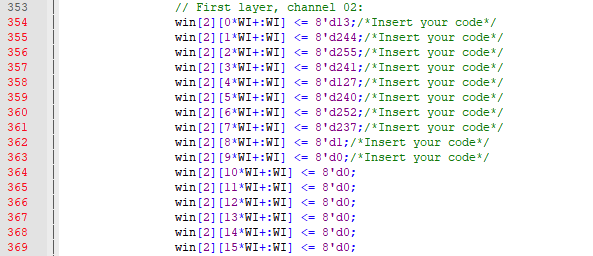 353 // First layer, channel 02:
354 win[2][0*WI+:WI] <= 8'd13;/*Insert your code*/
355 win[2][1*WI+:WI] <= 8'd244;/*Insert your code*/
356 win[2][2*WI+:WI] <= 8'd255;/*Insert your code*/
357 win[2][3*WI+:WI] <= 8'd241;/*Insert your code*/
358 win[2][4*WI+:WI] <= 8'd127;/*Insert your code*/
359 win[2][5*WI+:WI] <= 8'd240;/*Insert your code*/
360 win[2][6*WI+:WI] <= 8'd252;/*Insert your code*/
361 win[2][7*WI+:WI] <= 8'd237;/*Insert your code*/
362 win[2][8*WI+:WI] <= 8'd1;/*Insert your code*/
363 win[2][9*WI+:WI] <= 8'd0;/*Insert your code*/
364 win[2][10*WI+:WI] <= 8'd0;
365 win[2][11*WI+:WI] <= 8'd0;
366 win[2][12*WI+:WI] <= 8'd0;
367 win[2][13*WI+:WI] <= 8'd0;
368 win[2][14*WI+:WI] <= 8'd0;
369 win[2][15*WI+:WI] <= 8'd0;